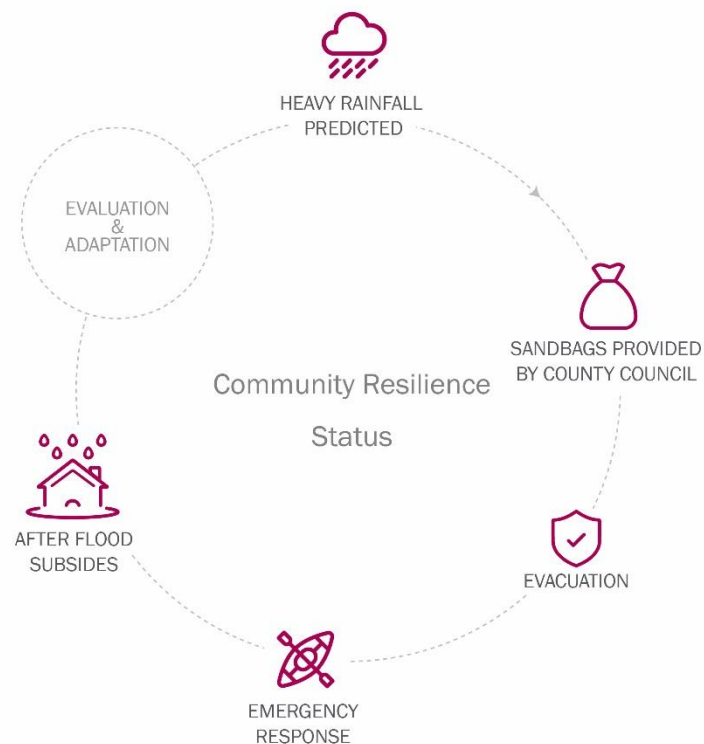 HEAVY RAINFALL
PREDICTED
SANDBAGS PROVIDED
BY COUNTY COUNCIL
EVACUATION
EMERGENCY
RESPONSE
AFTER FLOOD
SUBSIDES
EVALUATION
&
ADAPTATION
Community Resilience
Status